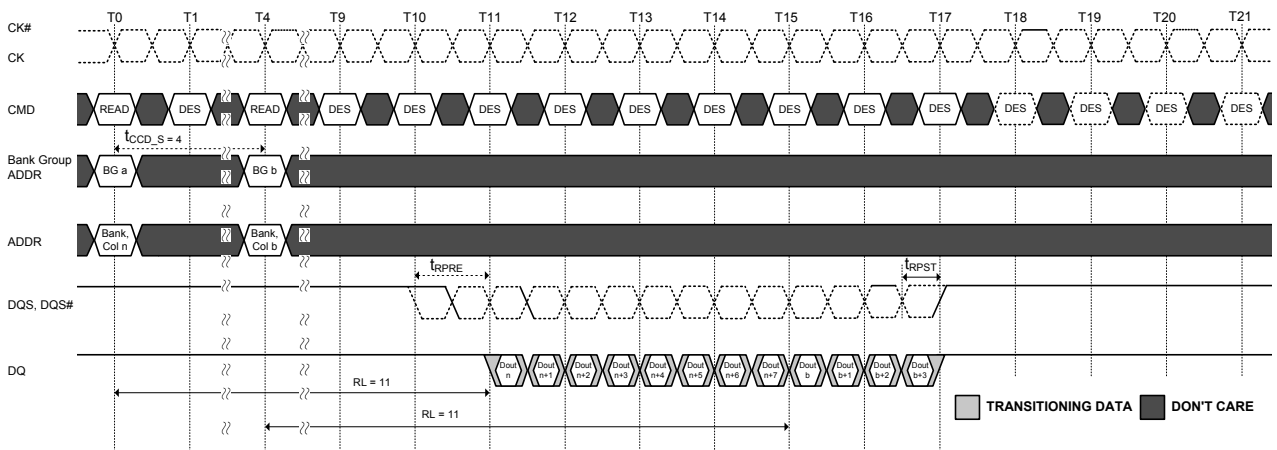 T0 T1 T4 T9 T10 T11 T12 T13 T14 T15 T16 T17 T18 T19 T20 T21
CK#
CK
CMD READ DES READ DES DES DES DES DES DES DES DES DES DES DES DES DES
tCCD_S = 4
Bank Group
ADDR
BG a BG b
ADDR
Bank,
Col n
Bank,
Col b
tRPRE tRPST
DQS, DQS#
DQ
Dout
n
Dout
n+1
Dout
n+2
Dout
n+3
Dout
n+4
Dout
n+5
Dout
n+6
Dout
n+7
Dout
b
Dout
b+1
Dout
b+2
Dout
b+3
RL = 11
RL = 11
TRANSITIONING DATA DON'T CARE